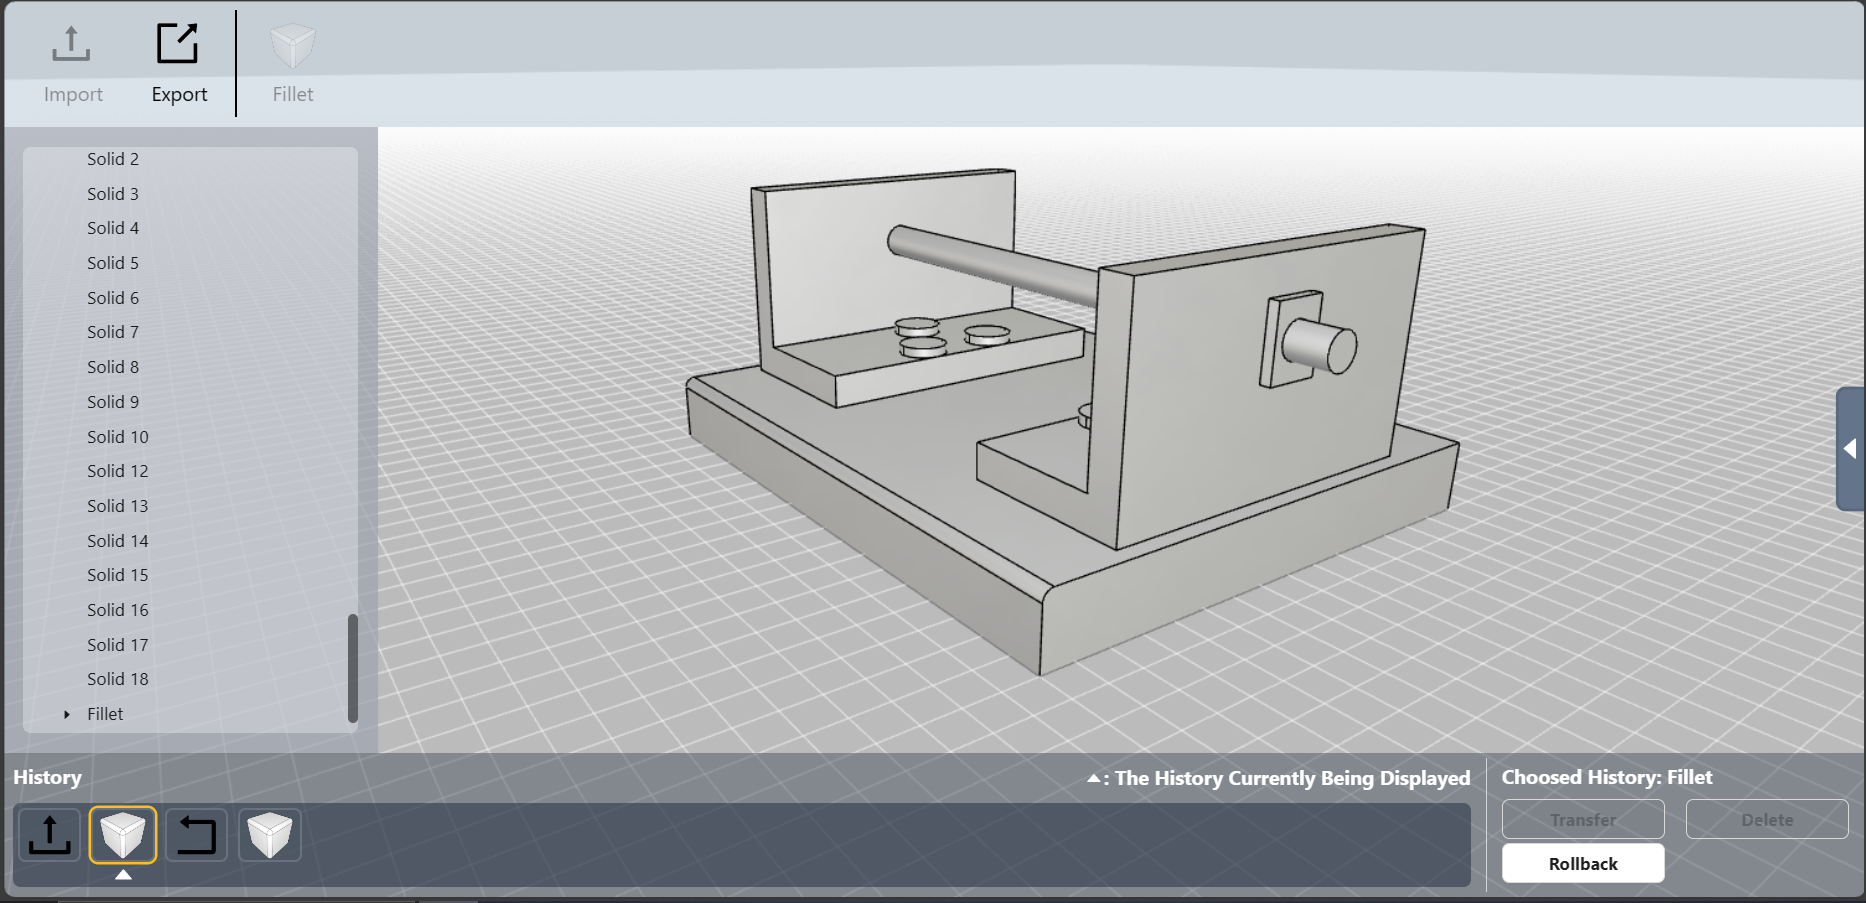 Import
Export
Fillet
Solid 2
Solid 3
Solid 4
Solid 5
Solid 6
Solid 7
Solid 8
Solid 9
Solid 10
Solid 12
Solid 13
Solid 14
Solid 15
Solid 16
Solid 17
Solid 18
Fillet
History
: The History Currently Being Displayed
Choosed History: Fillet
Transfer
Delete
Rollback